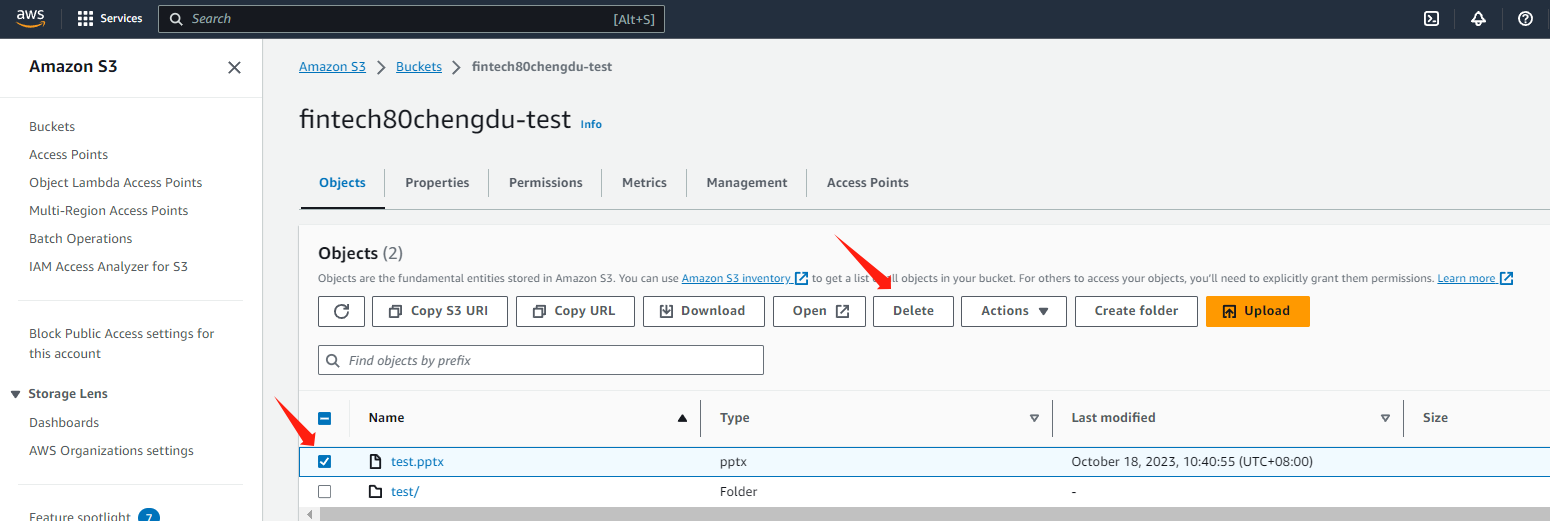 aws
Services
Search
[Alt+S]
Amazon S3
Buckets
Access Points
Object Lambda Access Points
Multi-Region Access Points
Batch Operations
IAM Access Analyzer for S3
Block Public Access settings for
this account
Storage Lens
Dashboards
AWS Organizations settings
Feature spotlight 7
Amazon S3 > Buckets > fintech80chengdu-test
fintech80chengdu-test Info
Objects Properties Permissions Metrics Management Access Points
Objects (2)
Objects are the fundamental entities stored in Amazon S3. You can use Amazon S3 inventory to get a list all objects in your bucket. For others to access your objects, you'll need to explicitly grant them permissions. Learn more
Copy S3 URI Copy URL Download Open Delete Actions Create folder Upload
Find objects by prefix
Name Type Last modified Size
test.pptx pptx October 18, 2023, 10:40:55 (UTC+08:00)
test/ Folder -